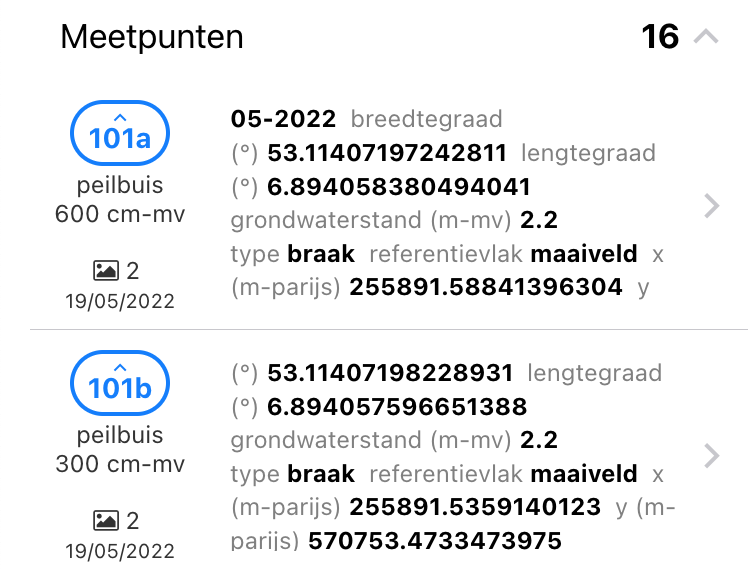 Meetpunten 16
101a
peilbuis
600 cm-mv
2
19/05/2022
05-2022 breedtegraad
(°) 53.11407197242811 lengtegraad
(°) 6.894058380494041
grondwaterstand (m-mv) 2.2
type braak referentievlak maaiveld x
(m-parijs) 255891.58841396304 y
101b
peilbuis
300 cm-mv
2
19/05/2022
(°) 53.11407198228931 lengtegraad
(°) 6.894057596651388
grondwaterstand (m-mv) 2.2
type braak referentievlak maaiveld x
(m-parijs) 255891.5359140123 y (m-
parijs) 570753.4733473975